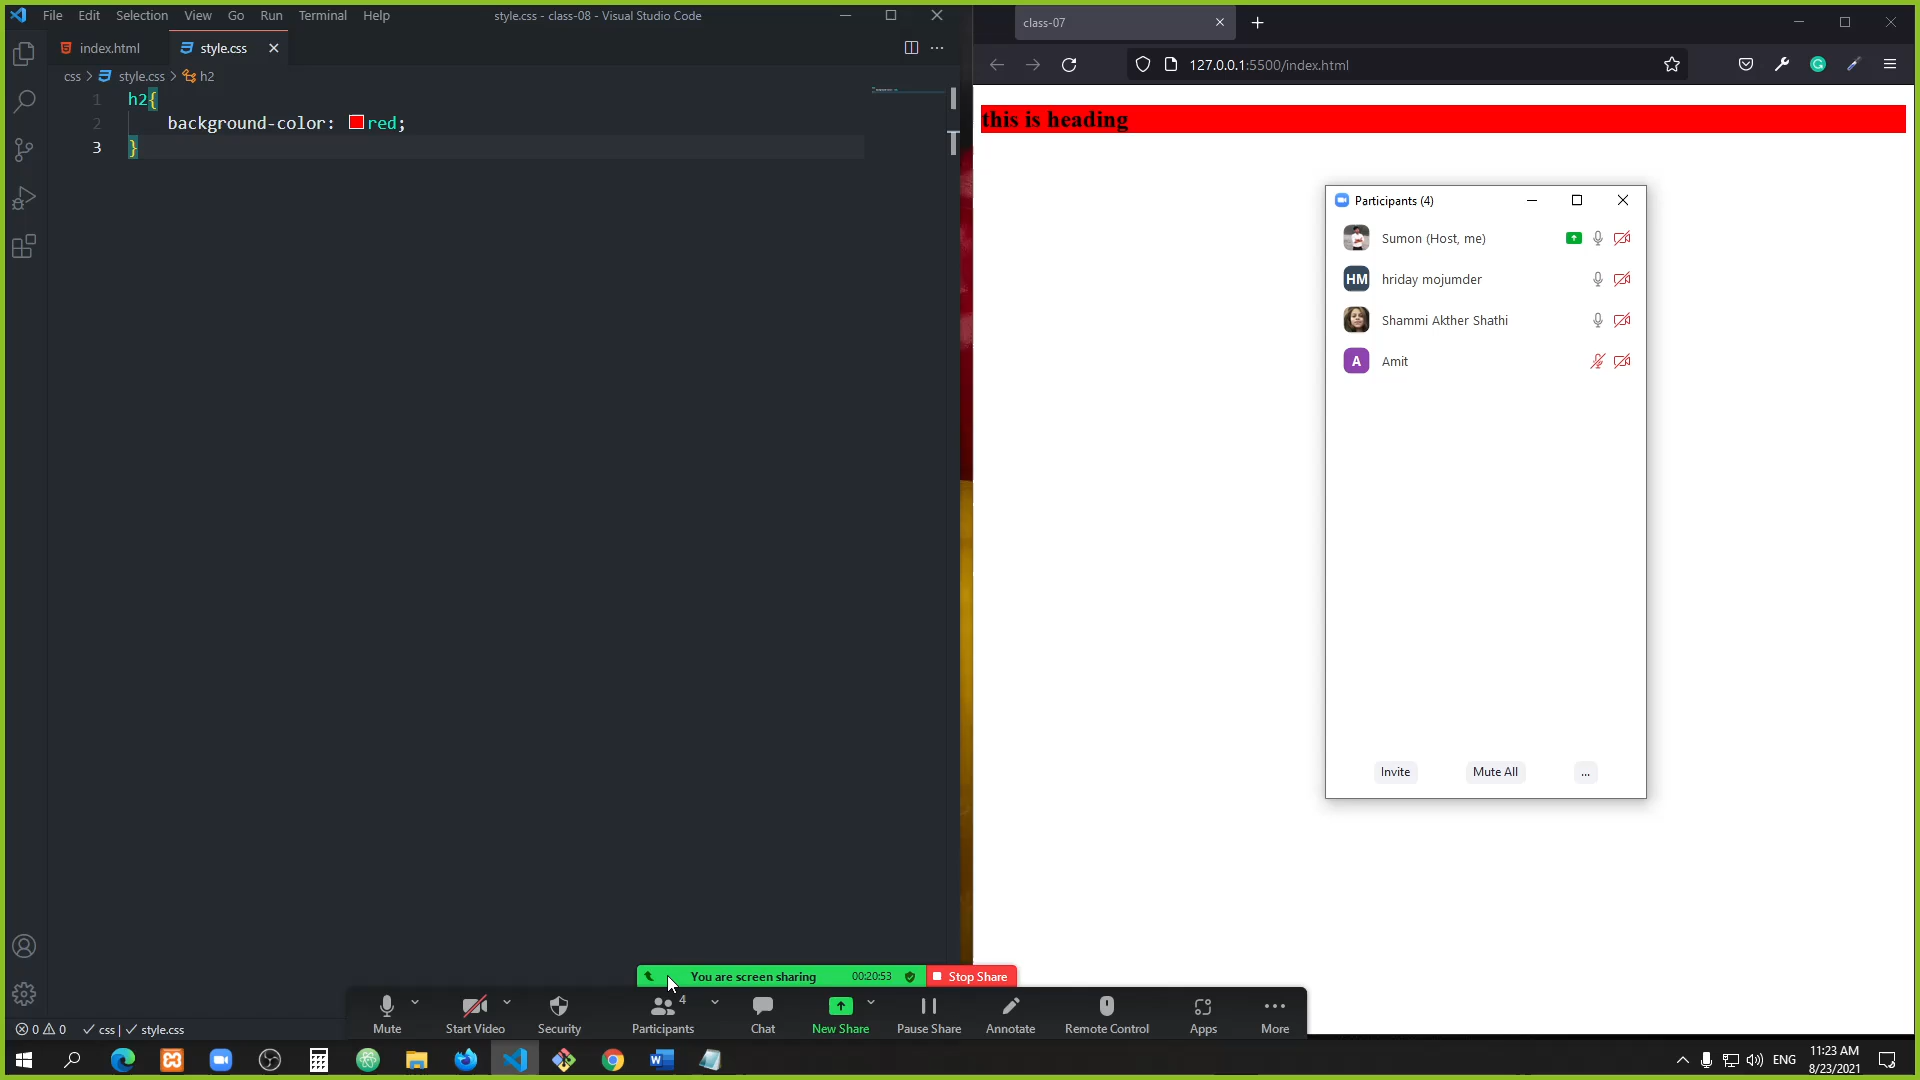 File Edit Selection View Go Run Terminal Help
style.css - class-08 - Visual Studio Code
index.html
style.css
css > style.css > h2
1 h2{
2 background-color: red;
3 }
class-07
127.0.0.1:5500/index.html
this is heading
Participants (4)
Sumon (Host, me)
HM hriday mojumder
Shammi Akther Shathi
A Amit
Invite Mute All ...
You are screen sharing 00:20:53 Stop Share
Mute Start Video Security Participants 4 Chat New Share Pause Share Annotate Remote Control Apps More
0 0 css | style.css
ENG
11:23 AM
8/23/2021